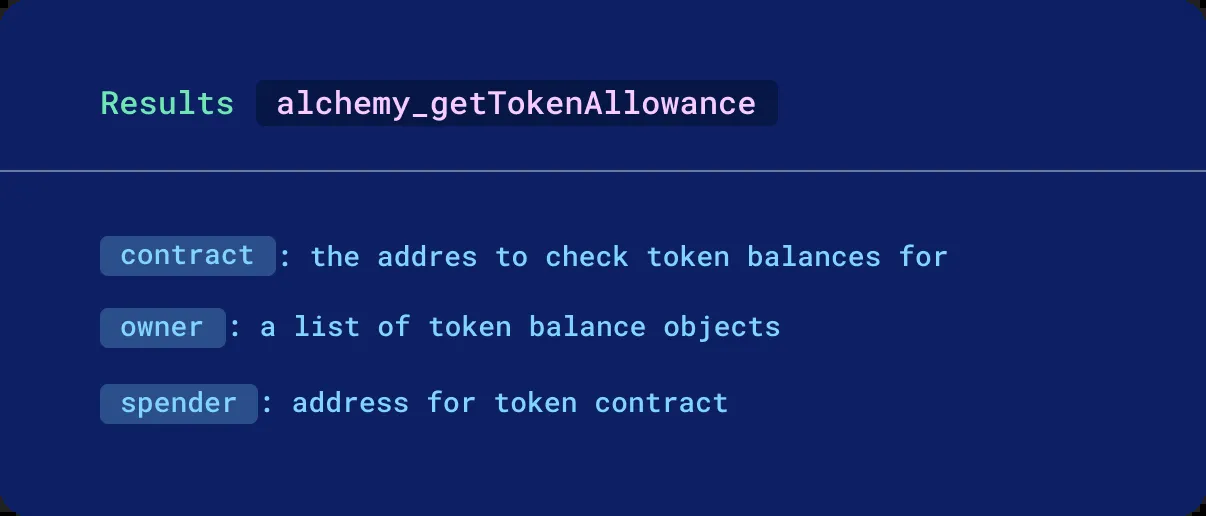 Results alchemy_getTokenAllowance
contract: the addres to check token balances for
owner: a list of token balance objects
spender: address for token contract